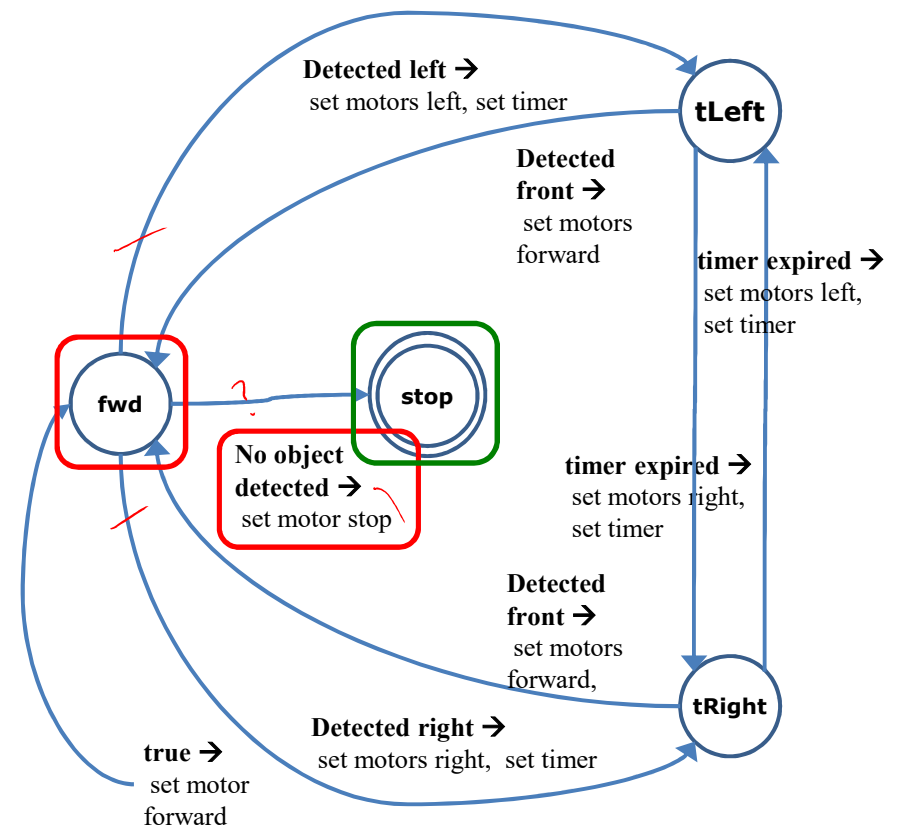 Detected left →
set motors left, set timer
tLeft
Detected
front →
set motors
forward
timer expired →
set motors left,
set timer
fwd
?
stop
No object
detected →
set motor stop
timer expired →
set motors right,
set timer
Detected
front →
set motors
forward,
tRight
Detected right →
set motors right, set timer
true →
set motor
forward